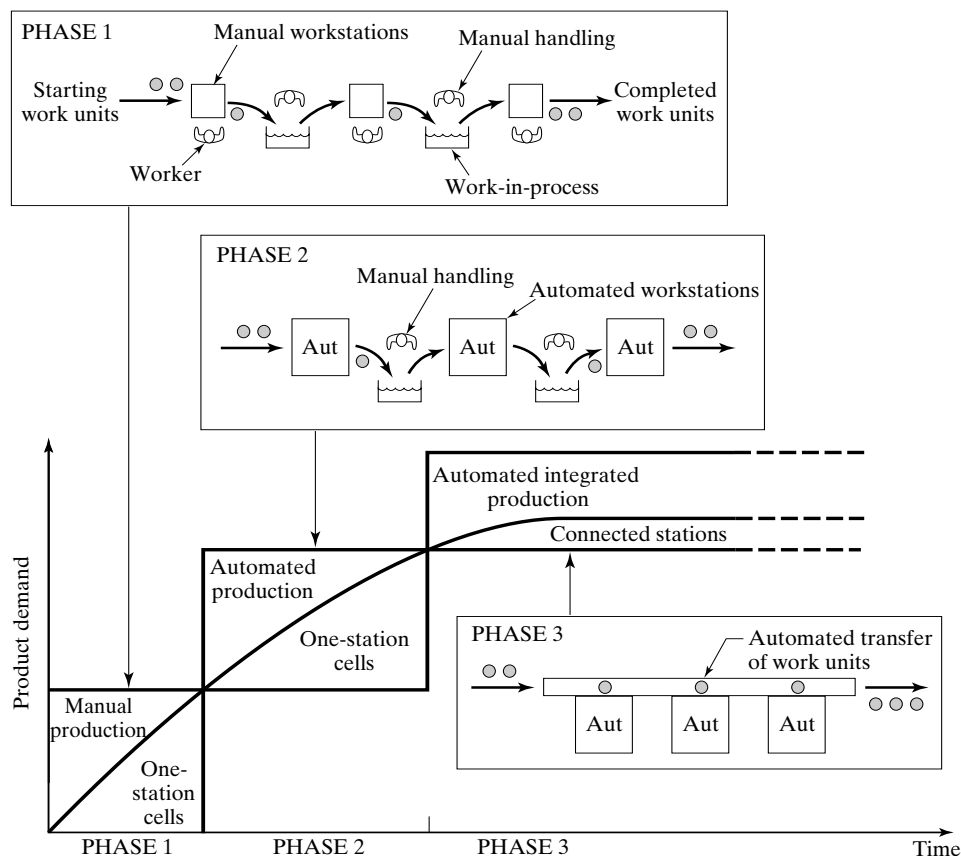 PHASE 1
Manual workstations
Manual handling
Starting
work units
Completed
work units
Worker
Work-in-process
PHASE 2
Manual handling
Automated workstations
Aut
Aut
Aut
Automated integrated
production
Connected stations
Automated
production
One-station
cells
Product demand
Manual
production
One-
station
cells
PHASE 3
Automated transfer
of work units
Aut
Aut
Aut
PHASE 1
PHASE 2
PHASE 3
Time